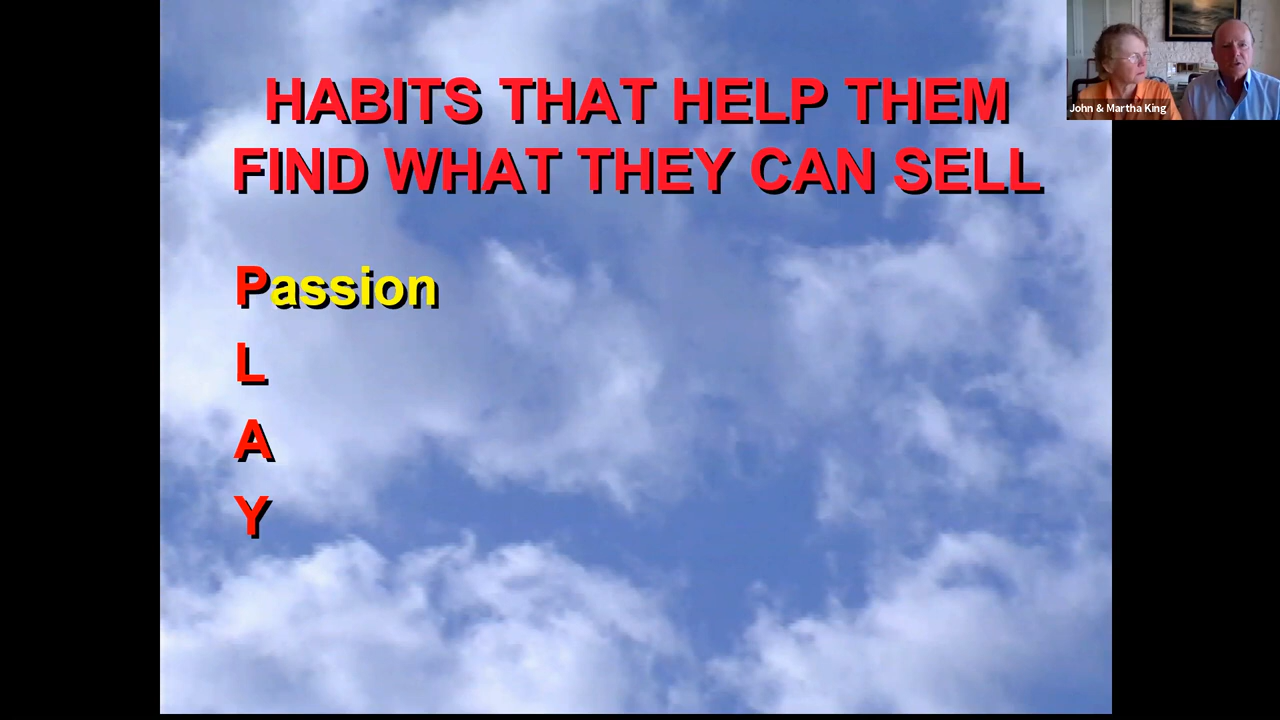 HABITS THAT HELP THEM
FIND WHAT THEY CAN SELL
Passion
L
A
Y
John & Martha King